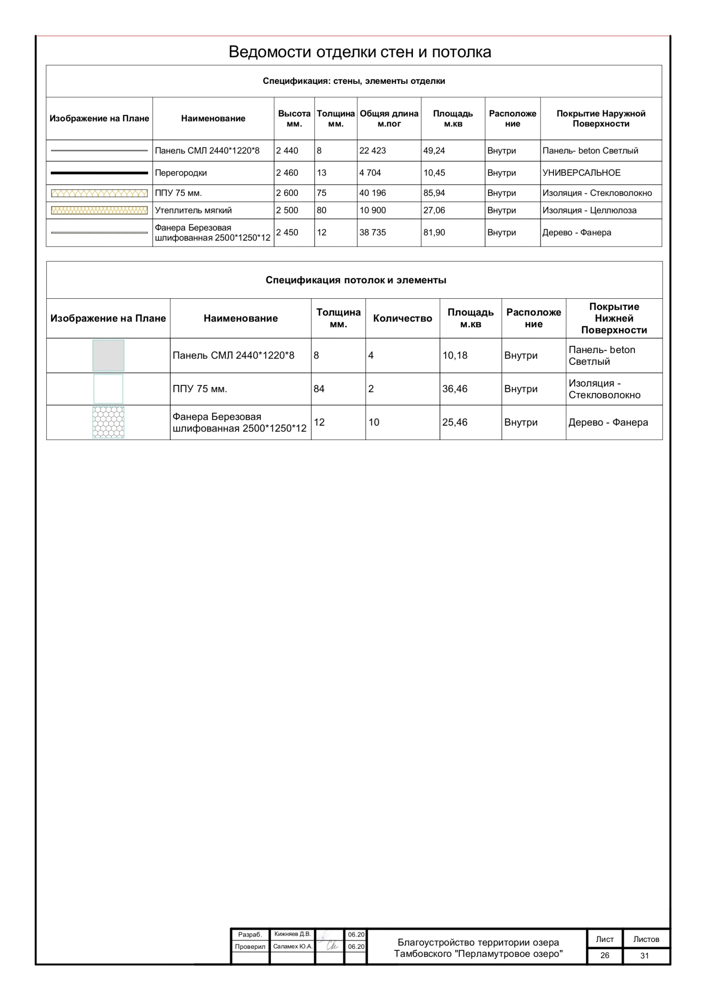 Ведомости отделки стен и потолка
Спецификация: стены, элементы отделки
Изображение на Плане Наименование Высота мм. Толщина мм. Общяя длина м.пог Площадь м.кв Расположе ние Покрытие Наружной Поверхности
Панель СМЛ 2440*1220*8 2 440 8 22 423 49,24 Внутри Панель- beton Светлый
Перегородки 2 460 13 4 704 10,45 Внутри УНИВЕРСАЛЬНОЕ
ППУ 75 мм. 2 600 75 40 196 85,94 Внутри Изоляция - Стекловолокно
Утеплитель мягкий 2 500 80 10 900 27,06 Внутри Изоляция - Целлюлоза
Фанера Березовая
шлифованная 2500*1250*12 2 450 12 38 735 81,90 Внутри Дерево - Фанера
Спецификация потолок и элементы
Изображение на Плане Наименование Толщина мм. Количество Площадь м.кв Расположе ние Покрытие Нижней Поверхности
Панель СМЛ 2440*1220*8 8 4 10,18 Внутри Панель- beton
Светлый
ППУ 75 мм. 84 2 36,46 Внутри Изоляция -
Стекловолокно
Фанера Березовая
шлифованная 2500*1250*12 12 10 25,46 Внутри Дерево - Фанера
Разраб. Кижняев Д.В. 06.20
Проверил Саламех Ю.А. 06.20
Благоустройство территории озера
Тамбовского "Перламутровое озеро"
Лист Листов
26 31